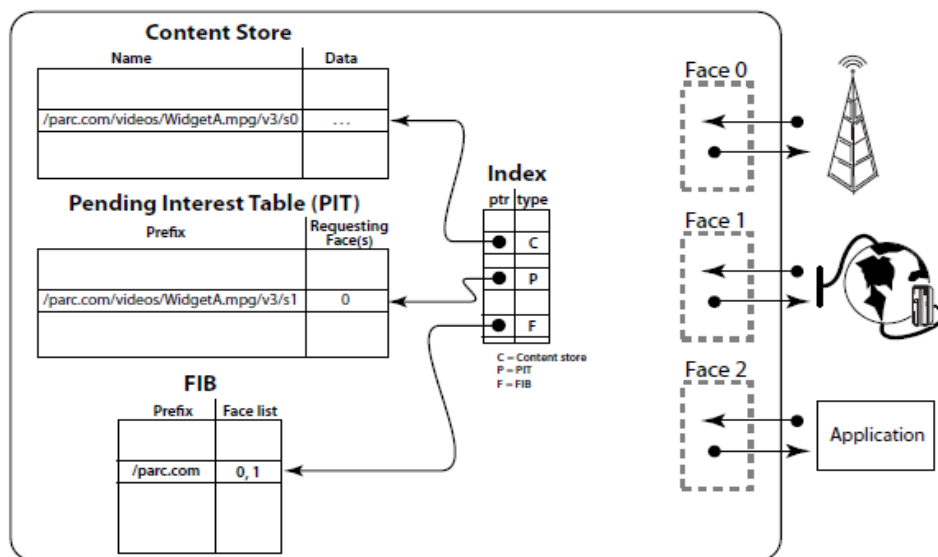 Content Store
Name Data
/parc.com/videos/WidgetA.mpg/v3/s0 ...
Pending Interest Table (PIT)
Prefix Requesting Face(s)
/parc.com/videos/WidgetA.mpg/v3/s1 0
FIB
Prefix Face list
/parc.com 0, 1
Index
ptr type
C
P
F
C = Content store
P = PIT
F = FIB
Face 0
Face 1
Face 2
Application